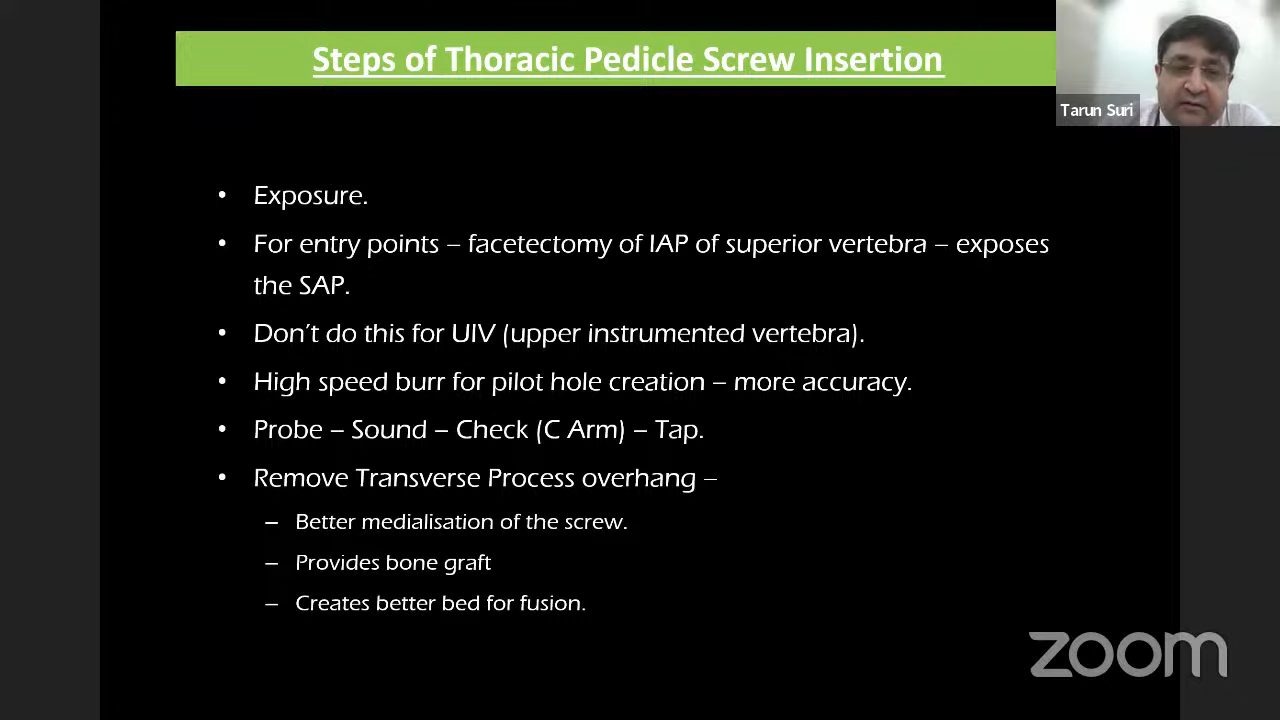 Steps of Thoracic Pedicle Screw Insertion
Tarun Suri
• Exposure.
• For entry points – facetectomy of IAP of superior vertebra – exposes
the SAP.
• Don't do this for UIV (upper instrumented vertebra).
• High speed burr for pilot hole creation – more accuracy.
• Probe – Sound – Check (C Arm) – Tap.
• Remove Transverse Process overhang –
– Better medialisation of the screw.
– Provides bone graft
– Creates better bed for fusion.
zoom